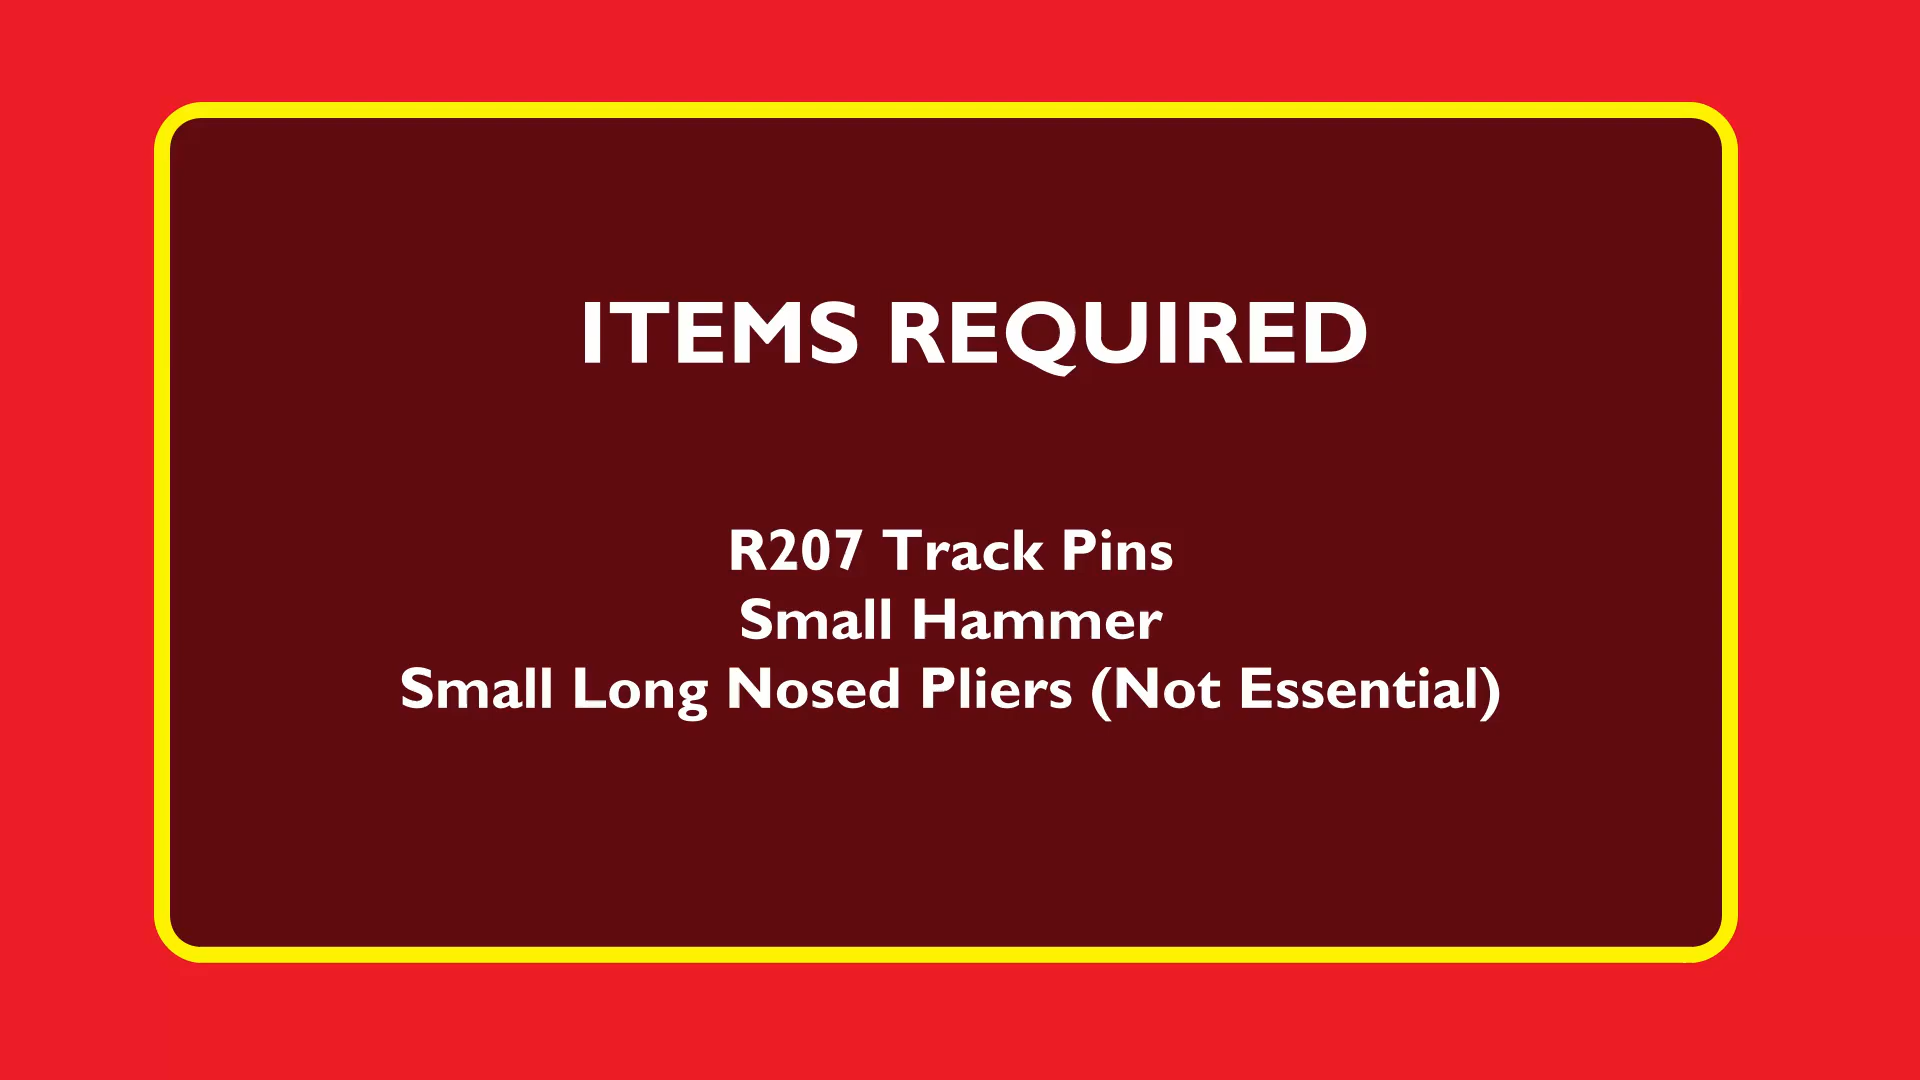 ITEMS REQUIRED
R207 Track Pins
Small Hammer
Small Long Nosed Pliers (Not Essential)